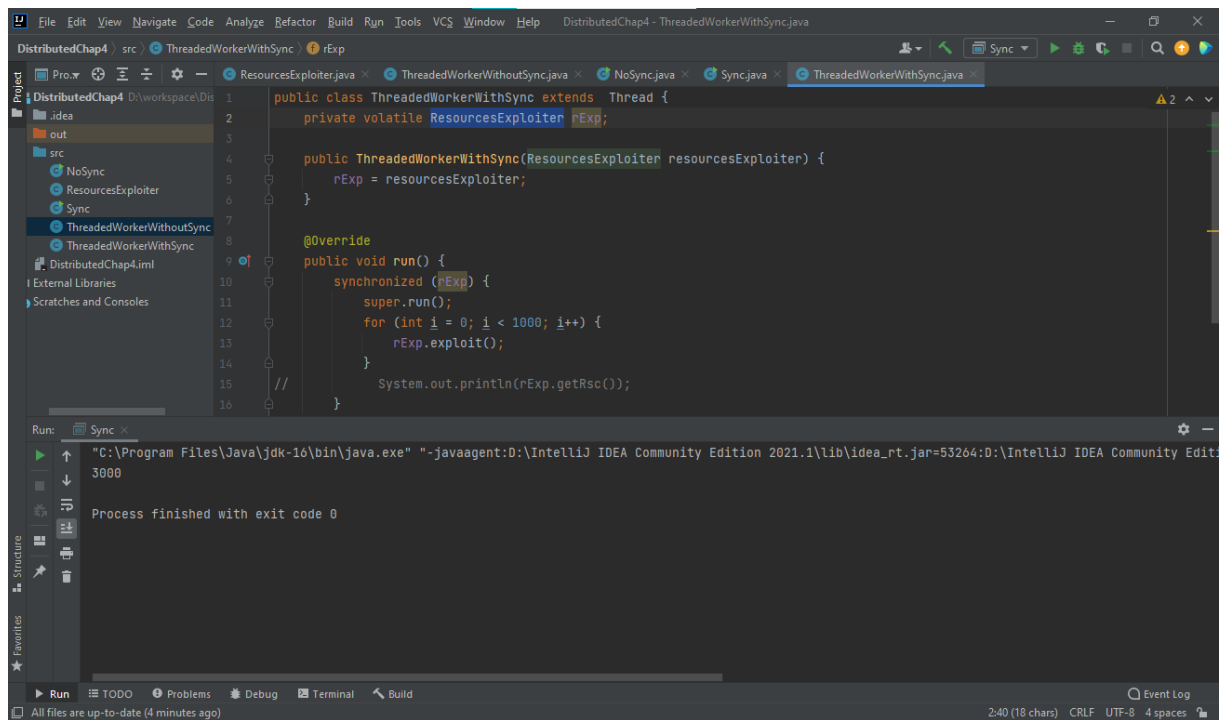 File Edit View Navigate Code Analyze Refactor Build Run Tools VCS Window Help DistributedChap4 - ThreadedWorkerWithSync.java
DistributedChap4 src ThreadedWorkerWithSync rExp Sync
Project
Pro...
ResourcesExploiter.java ThreadedWorkerWithoutSync.java NoSync.java Sync.java ThreadedWorkerWithSync.java
DistributedChap4 D:\workspace\Dis
.idea
out
src
NoSync
ResourcesExploiter
Sync
ThreadedWorkerWithoutSync
ThreadedWorkerWithSync
DistributedChap4.iml
External Libraries
Scratches and Consoles
2
1 public class ThreadedWorkerWithSync extends Thread {
2 private volatile ResourcesExploiter rExp;
3
4 public ThreadedWorkerWithSync(ResourcesExploiter resourcesExploiter) {
5 rExp = resourcesExploiter;
6 }
7
8 @Override
9 public void run() {
10 synchronized (rExp) {
11 super.run();
12 for (int i = 0; i < 1000; i++) {
13 rExp.exploit();
14 }
15 // System.out.println(rExp.getRsc());
16 }
Run: Sync
"C:\Program Files\Java\jdk-16\bin\java.exe" "-javaagent:D:\IntelliJ IDEA Community Edition 2021.1\lib\idea_rt.jar=53264:D:\IntelliJ IDEA Community Editi
3000
Process finished with exit code 0
Structure
Favorites
Run TODO Problems Debug Terminal Build Event Log
All files are up-to-date (4 minutes ago) 2:40 (18 chars) CRLF UTF-8 4 spaces